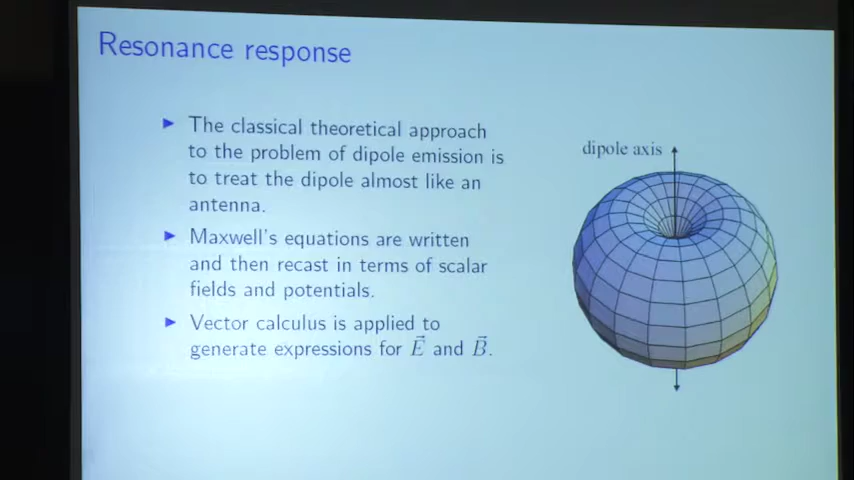 Resonance response
The classical theoretical approach
to the problem of dipole emission is
to treat the dipole almost like an
antenna.
Maxwell's equations are written
and then recast in terms of scalar
fields and potentials.
Vector calculus is applied to
generate expressions for E⃗ and B⃗.
dipole axis